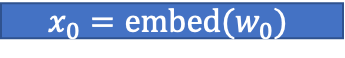 x₀ = embed(w₀)